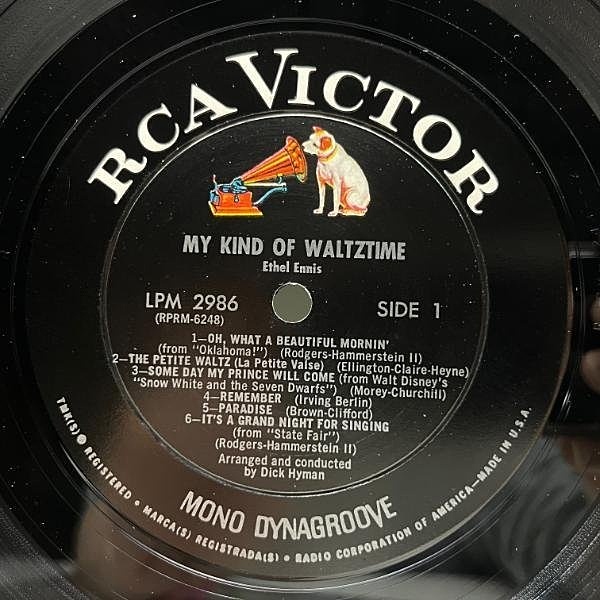 RCA VICTOR
MY KIND OF WALTZTIME
Ethel Ennis
LPM 2986
(RPRM-6248)
SIDE 1
1—OH, WHAT A BEAUTIFUL MORNIN'
(from "Oklahoma!") (Rodgers-Hammerstein II)
2—THE PETITE WALTZ (La Petite Valse) (Ellington-Claire-Heyne)
3—SOME DAY MY PRINCE WILL COME (from Walt Disney's
"Snow White and the Seven Dwarfs") (Morey-Churchill)
4—REMEMBER (Irving Berlin)
5—PARADISE (Brown-Clifford)
6—IT'S A GRAND NIGHT FOR SINGING
(from "State Fair")
(Rodgers-Hammerstein II)
Arranged and conducted
by Dick Hyman
MONO DYNAGROOVE
TMK(S) ® REGISTERED • MARCA(S) REGISTRADA(S) • RADIO CORPORATION OF AMERICA—MADE IN U.S.A.